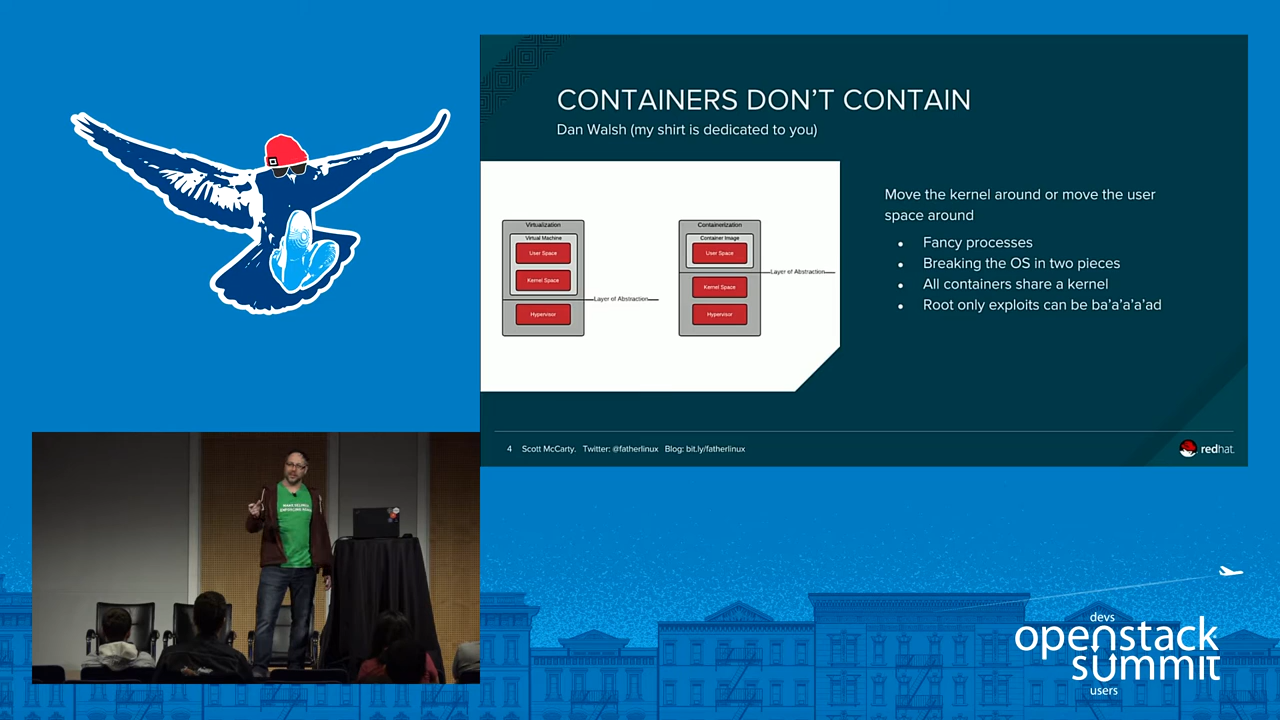 CONTAINERS DON'T CONTAIN
Dan Walsh (my shirt is dedicated to you)
Virtualization
Virtual Machine
User Space
Kernel Space
Layer of Abstraction
Hypervisor
Containerization
Container Image
User Space
Layer of Abstraction
Kernel Space
Hypervisor
Move the kernel around or move the user
space around
• Fancy processes
• Breaking the OS in two pieces
• All containers share a kernel
• Root only exploits can be ba'a'a'a'ad
4 Scott McCarty. Twitter: @fatherlinux Blog: bit.ly/fatherlinux
redhat.
devs
openstack
summit
users